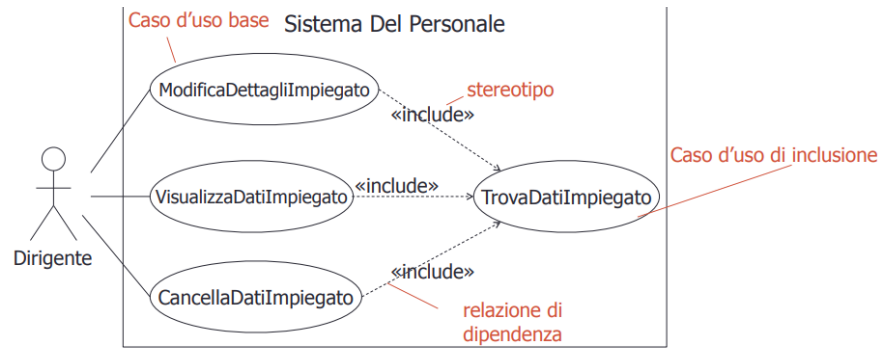 Caso d'uso base
Sistema Del Personale
ModificaDettagliImpiegato
stereotipo
«include»
Caso d'uso di inclusione
VisualizzaDatiImpiegato
«include»
TrovaDatiImpiegato
Dirigente
«include»
CancellaDatiImpiegato
relazione di
dipendenza